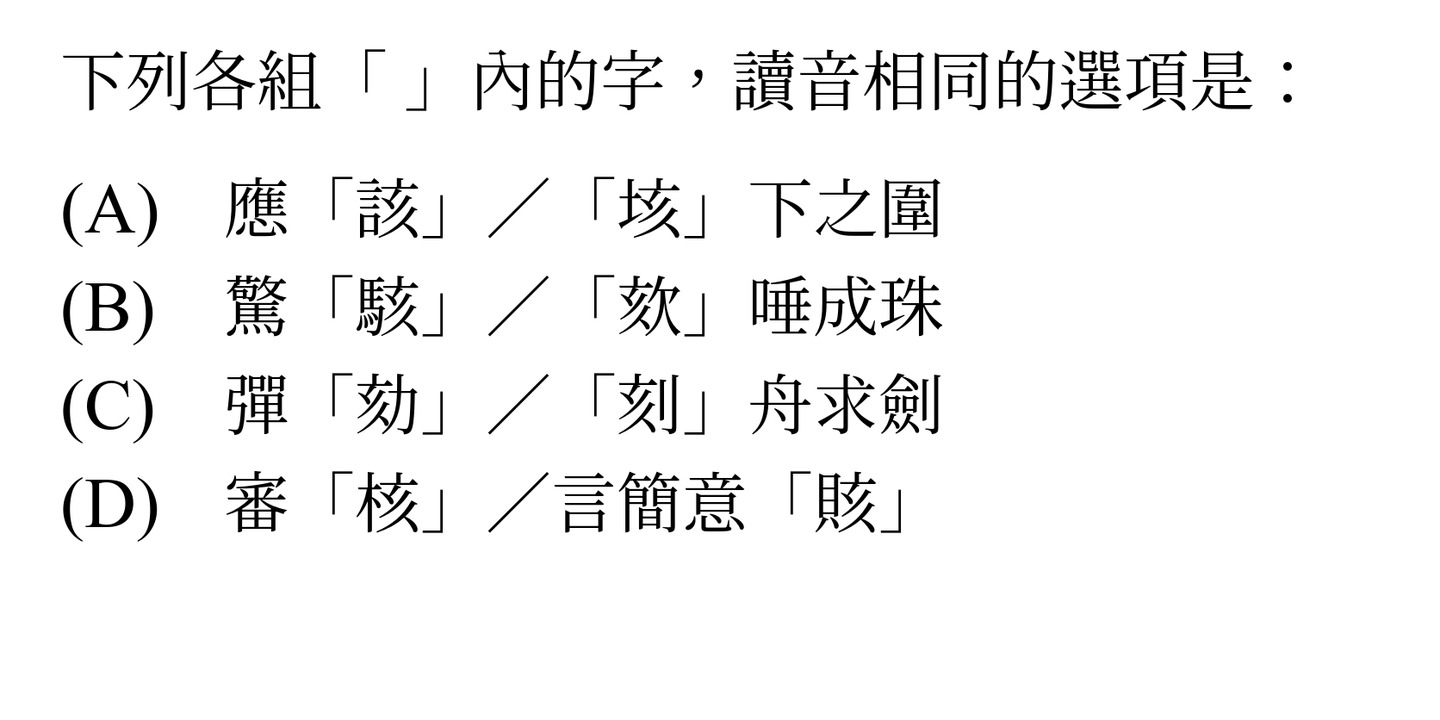 下列各組「 」內的字，讀音相同的選項是：
(A) 應「該」／「垓」下之圍
(B) 驚「駭」／「欬」唾成珠
(C) 彈「劾」／「刻」舟求劍
(D) 審「核」／言簡意「賅」